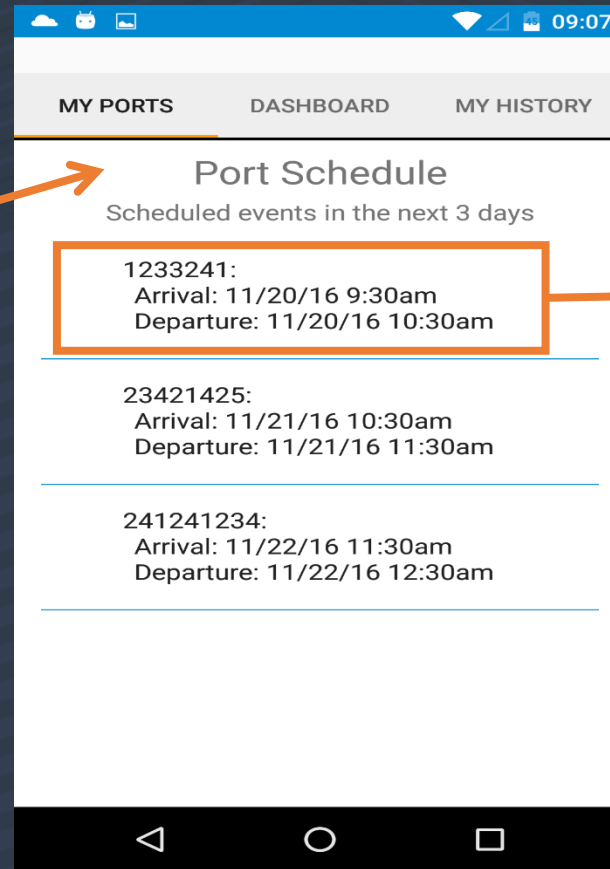 45 09:07
MY PORTS DASHBOARD MY HISTORY
Port Schedule
Scheduled events in the next 3 days
1233241:
Arrival: 11/20/16 9:30am
Departure: 11/20/16 10:30am
23421425:
Arrival: 11/21/16 10:30am
Departure: 11/21/16 11:30am
241241234:
Arrival: 11/22/16 11:30am
Departure: 11/22/16 12:30am